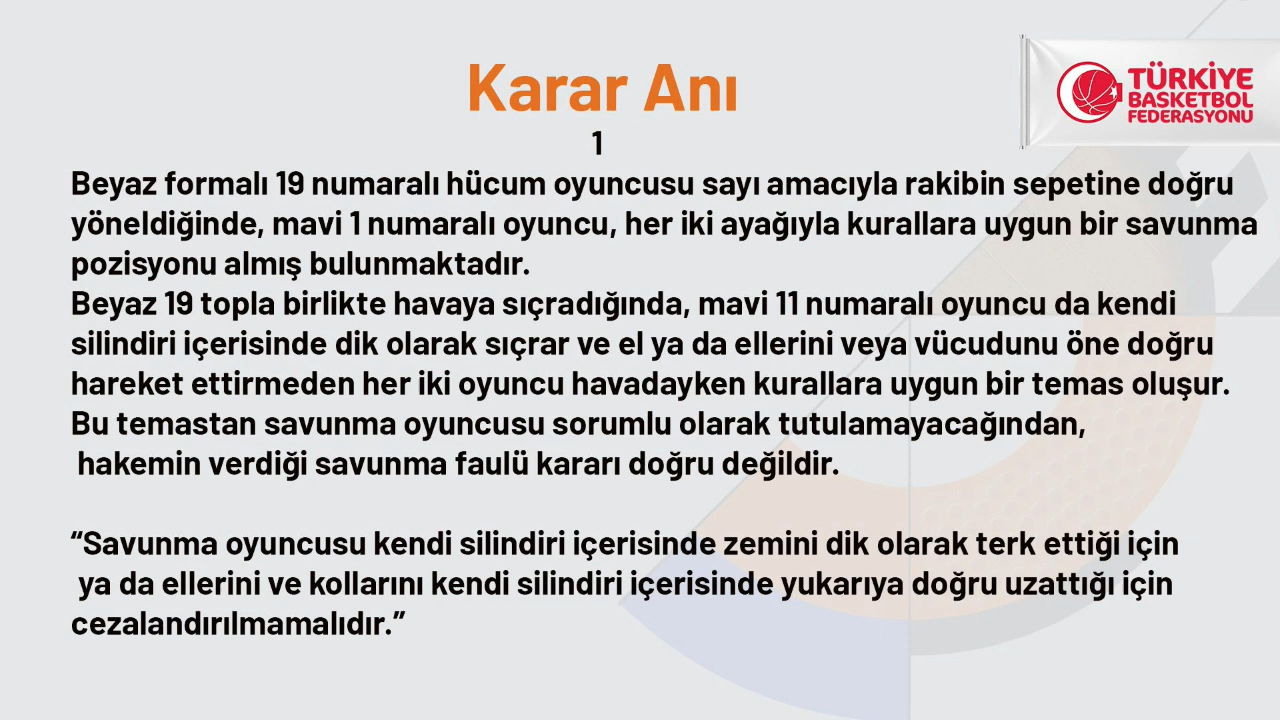 Karar Anı
TÜRKİYE
BASKETBOL
FEDERASYONU
1
Beyaz formalı 19 numaralı hücum oyuncusu sayı amacıyla rakibin sepetine doğru
yöneldiğinde, mavi 1 numaralı oyuncu, her iki ayağıyla kurallara uygun bir savunma
pozisyonu almış bulunmaktadır.
Beyaz 19 topla birlikte havaya sıçradığında, mavi 11 numaralı oyuncu da kendi
silindiri içerisinde dik olarak sıçrar ve el ya da ellerini veya vücudunu öne doğru
hareket ettirmeden her iki oyuncu havadayken kurallara uygun bir temas oluşur.
Bu temastan savunma oyuncusu sorumlu olarak tutulamayacağından,
hakemin verdiği savunma faulü kararı doğru değildir.
“Savunma oyuncusu kendi silindiri içerisinde zemini dik olarak terk ettiği için
ya da ellerini ve kollarını kendi silindiri içerisinde yukarıya doğru uzattığı için
cezalandırılmamalıdır.”